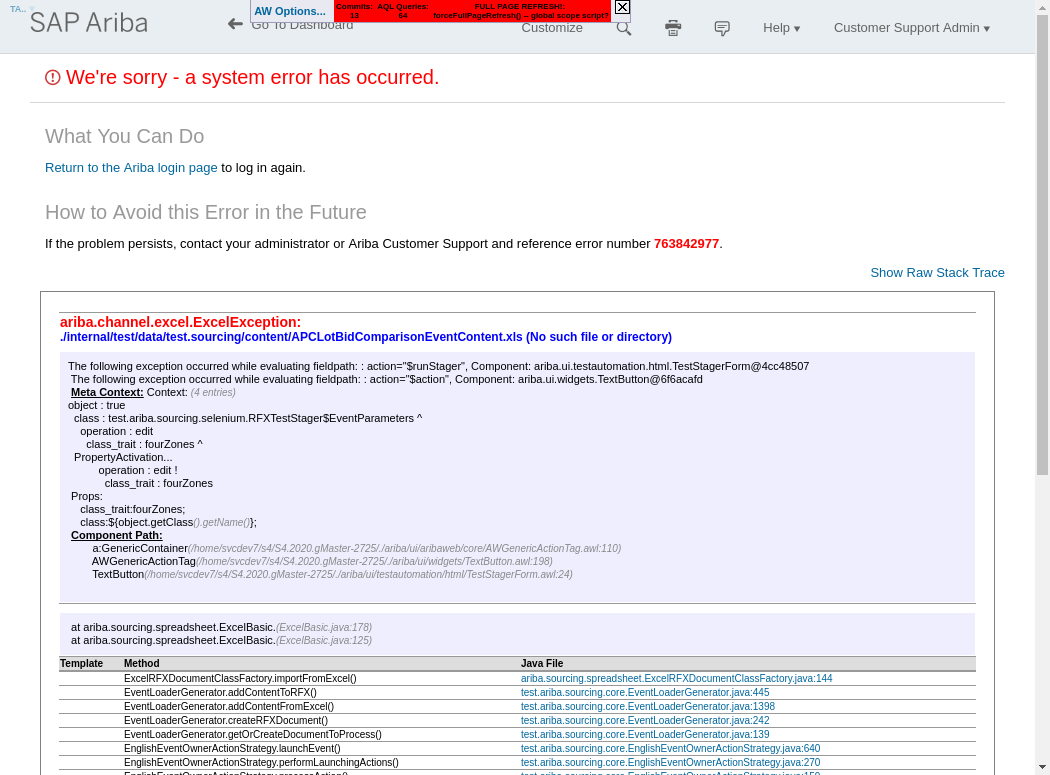 TA..
SAP Ariba
Go To Dashboard
AW Options...
Commits: AQL Queries: FULL PAGE REFRESH!:
13 64 forceFullPageRefresh() -- global scope script?
Customize
Help ▾
Customer Support Admin ▾
We're sorry - a system error has occurred.
What You Can Do
Return to the Ariba login page to log in again.
How to Avoid this Error in the Future
If the problem persists, contact your administrator or Ariba Customer Support and reference error number 763842977.
Show Raw Stack Trace
ariba.channel.excel.ExcelException:
./internal/test/data/test.sourcing/content/APCLotBidComparisonEventContent.xls (No such file or directory)
The following exception occurred while evaluating fieldpath: : action="$runStager", Component: ariba.ui.testautomation.html.TestStagerForm@4cc48507
The following exception occurred while evaluating fieldpath: : action="$action", Component: ariba.ui.widgets.TextButton@6f6acafd
Meta Context: Context: (4 entries)
object : true
class : test.ariba.sourcing.selenium.RFXTestStager$EventParameters ^
operation : edit
class_trait : fourZones ^
PropertyActivation...
operation : edit !
class_trait : fourZones
Props:
class_trait:fourZones;
class:${object.getClass().getName()};
Component Path:
a:GenericContainer(/home/svcdev7/s4/S4.2020.gMaster-2725/./ariba/ui/aribaweb/core/AWGenericActionTag.awl:110)
AWGenericActionTag(/home/svcdev7/s4/S4.2020.gMaster-2725/./ariba/ui/widgets/TextButton.awl:198)
TextButton(/home/svcdev7/s4/S4.2020.gMaster-2725/./ariba/ui/testautomation/html/TestStagerForm.awl:24)
at ariba.sourcing.spreadsheet.ExcelBasic.(ExcelBasic.java:178)
at ariba.sourcing.spreadsheet.ExcelBasic.(ExcelBasic.java:125)
Template Method Java File
ExcelRFXDocumentClassFactory.importFromExcel() ariba.sourcing.spreadsheet.ExcelRFXDocumentClassFactory.java:144
EventLoaderGenerator.addContentToRFX() test.ariba.sourcing.core.EventLoaderGenerator.java:445
EventLoaderGenerator.addContentFromExcel() test.ariba.sourcing.core.EventLoaderGenerator.java:1398
EventLoaderGenerator.createRFXDocument() test.ariba.sourcing.core.EventLoaderGenerator.java:242
EventLoaderGenerator.getOrCreateDocumentToProcess() test.ariba.sourcing.core.EventLoaderGenerator.java:139
EnglishEventOwnerActionStrategy.launchEvent() test.ariba.sourcing.core.EnglishEventOwnerActionStrategy.java:640
EnglishEventOwnerActionStrategy.performLaunchingActions() test.ariba.sourcing.core.EnglishEventOwnerActionStrategy.java:270